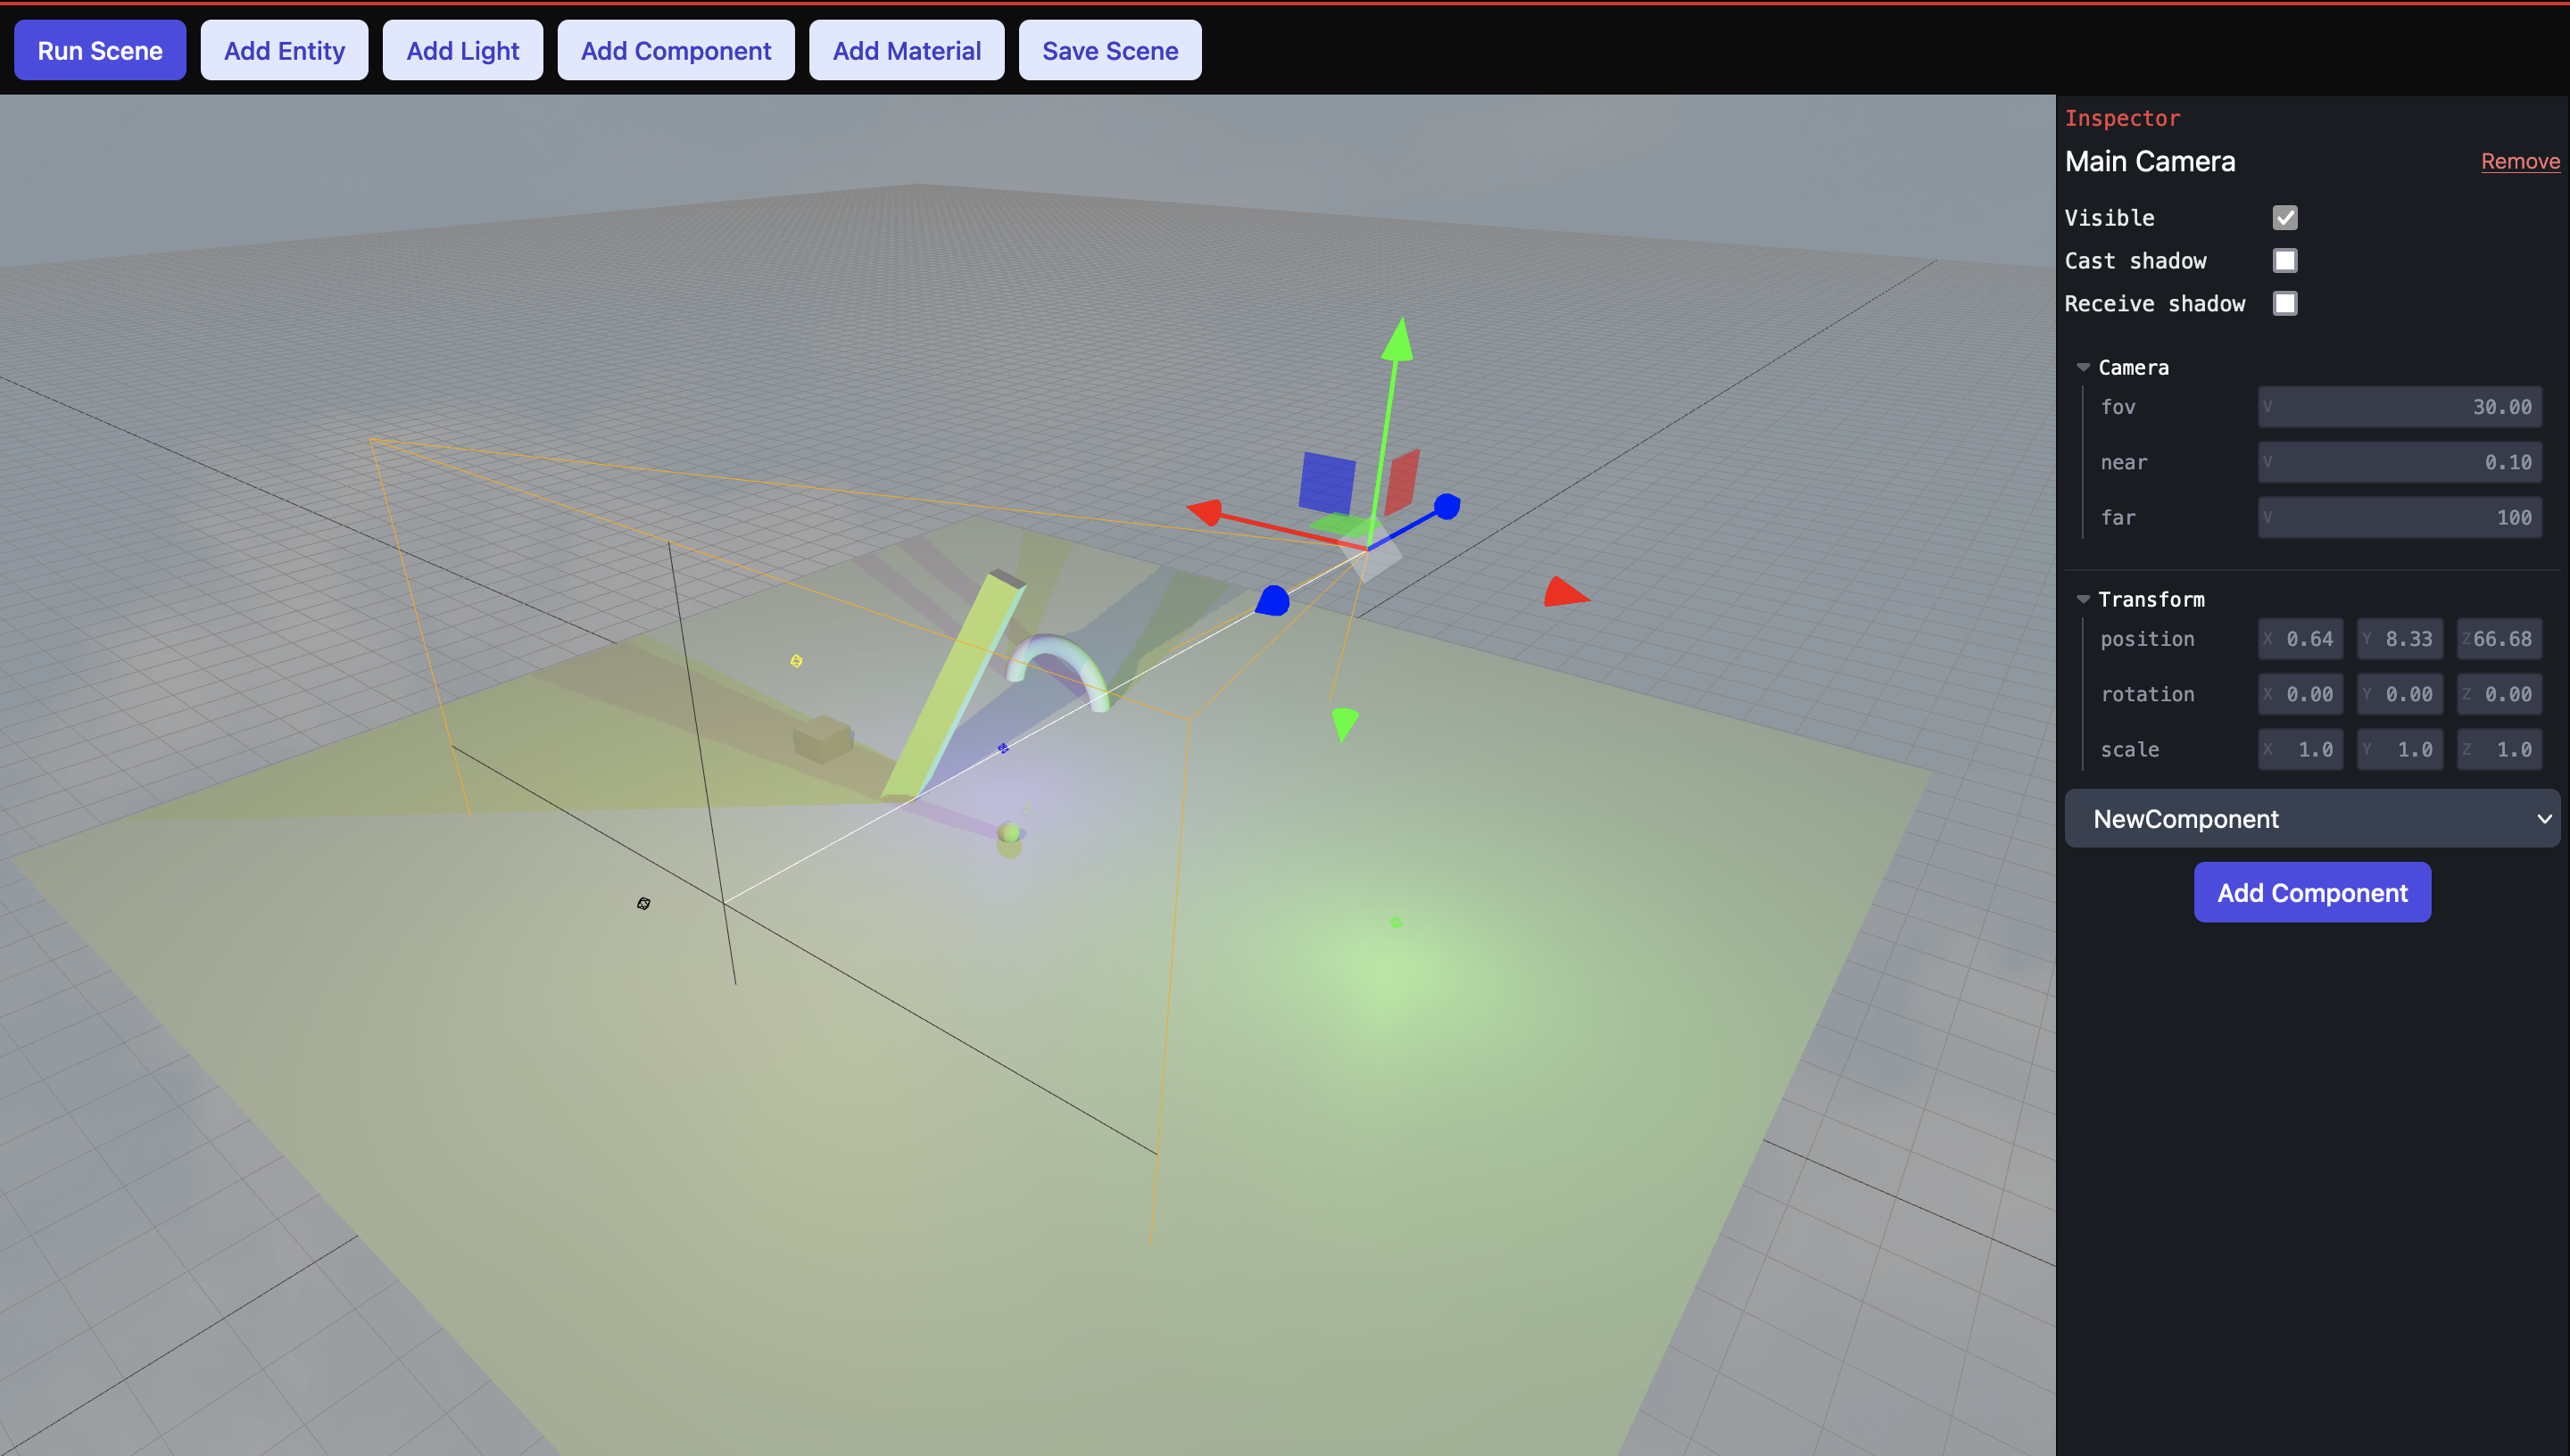 Run Scene Add Entity Add Light Add Component Add Material Save Scene
Inspector
Main Camera Remove
Visible
Cast shadow
Receive shadow
Camera
fov V 30.00
near V 0.10
far V 100
Transform
position X 0.64 Y 8.33 Z 66.68
rotation X 0.00 Y 0.00 Z 0.00
scale X 1.0 Y 1.0 Z 1.0
NewComponent
Add Component